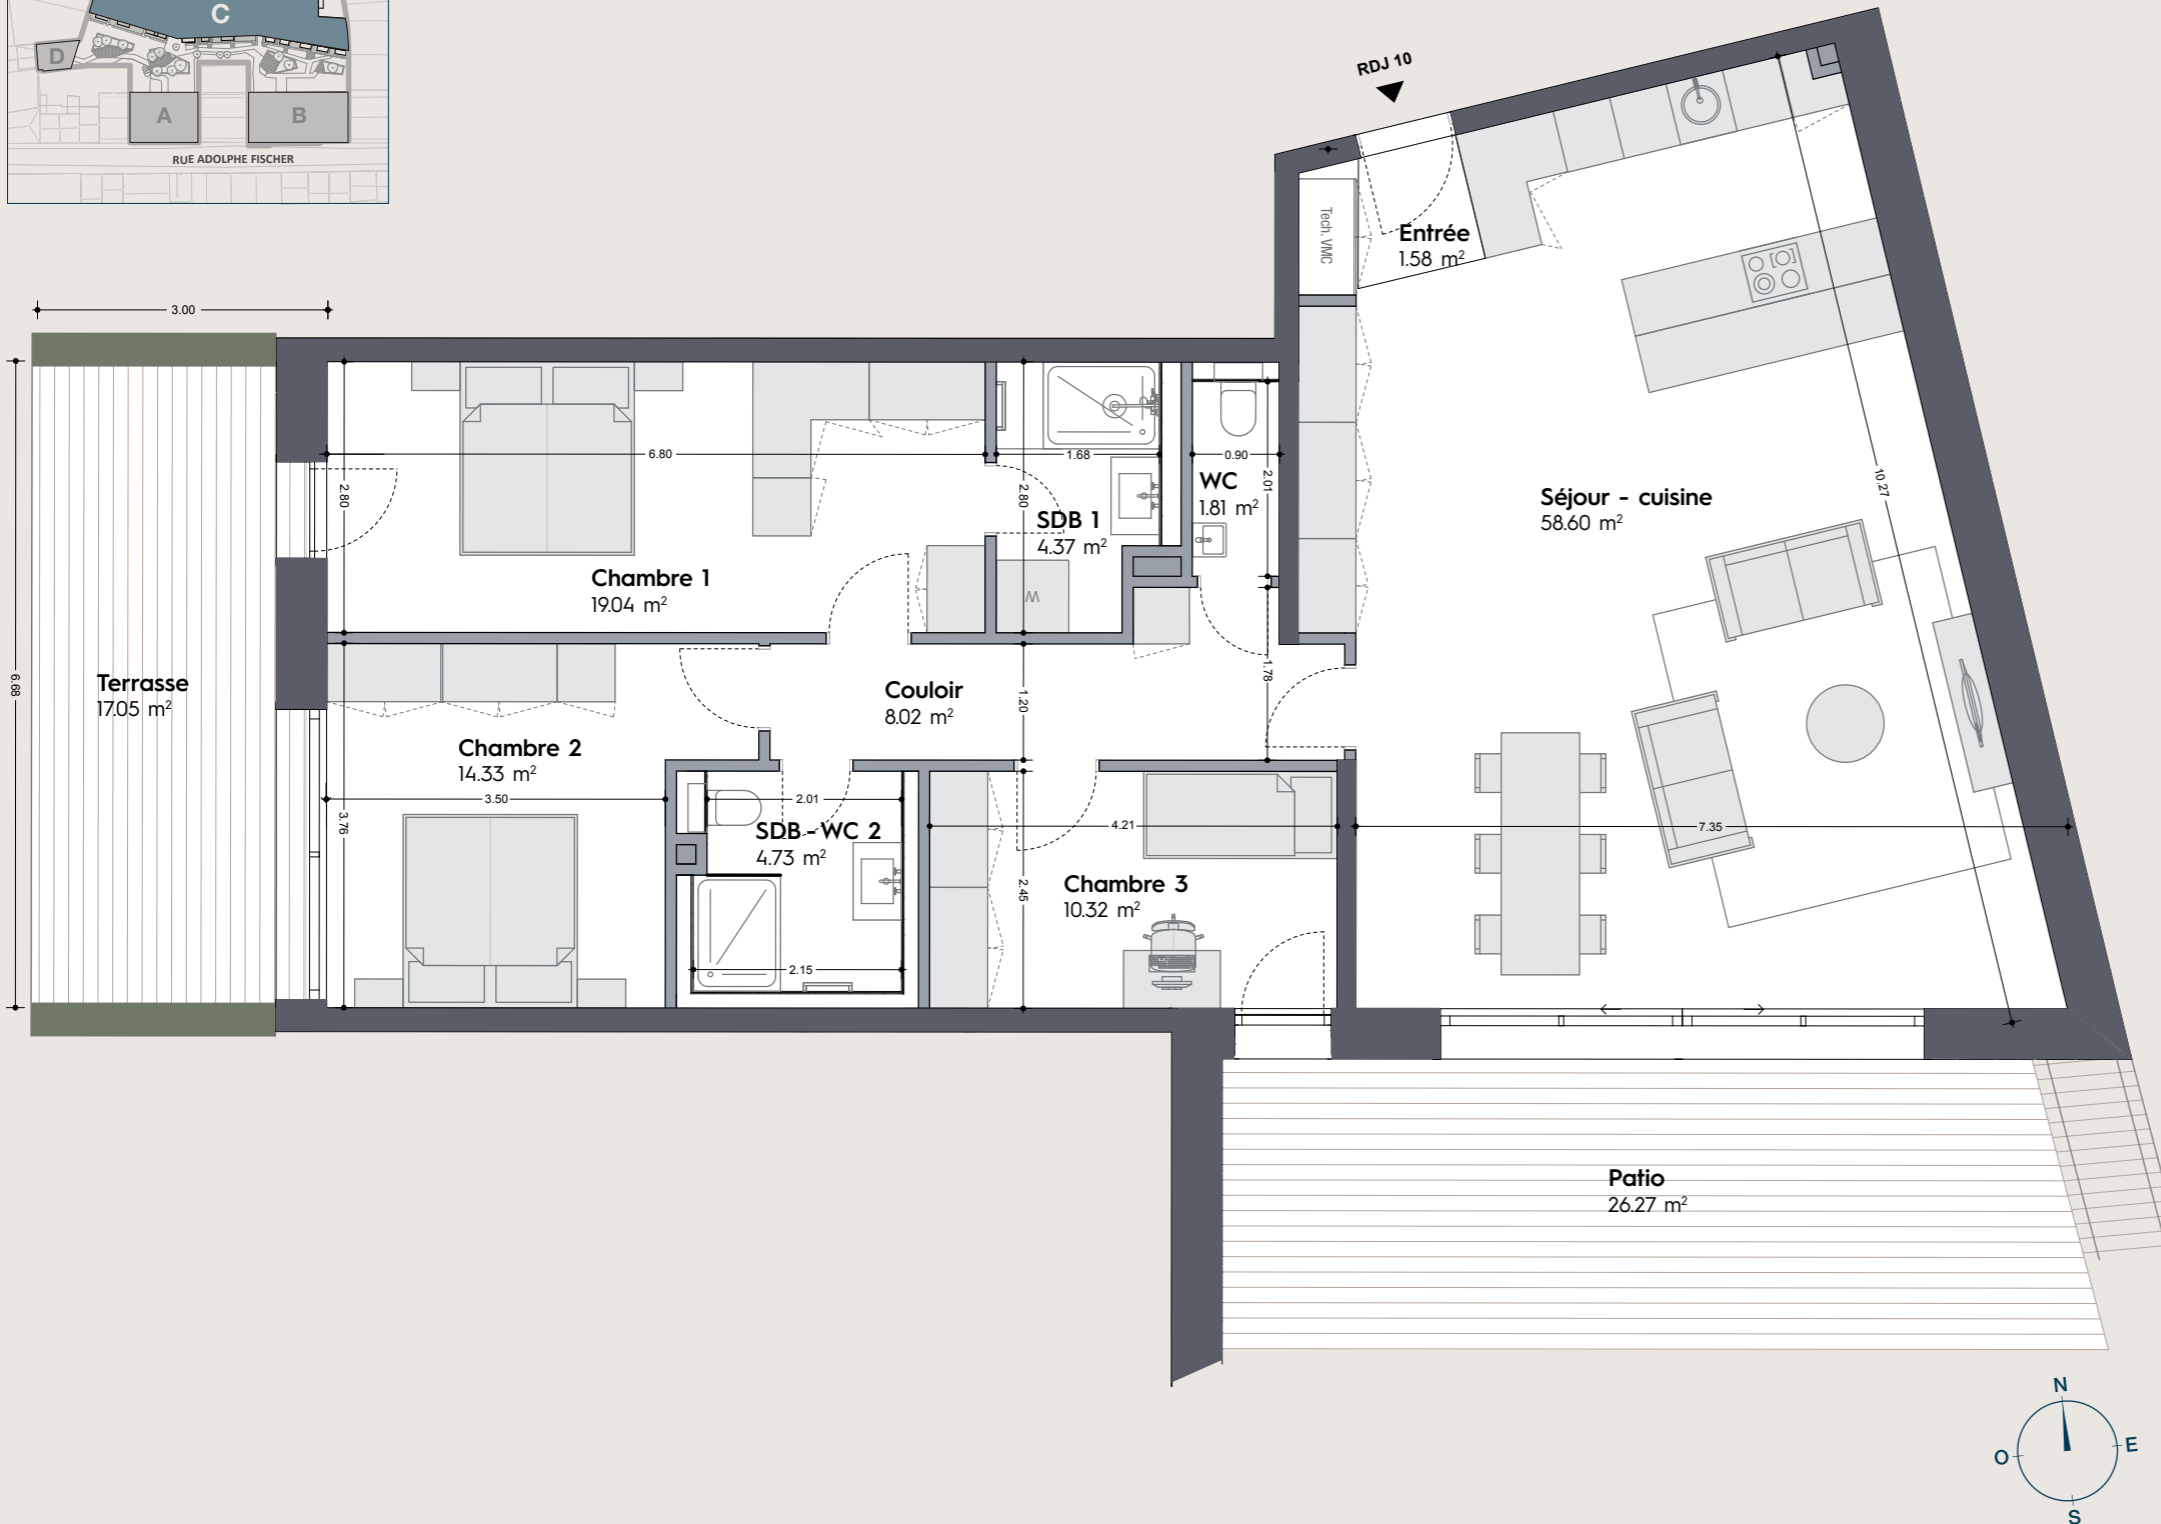 C
D
A
B
RUE ADOLPHE FISCHER
RDJ 10
Tech. VMC
Entrée
1.58 m²
3.00
6.80
1.68
0.90
2.80
2.80
2.01
WC
1.81 m²
SDB 1
4.37 m²
W
Séjour - cuisine
58.60 m²
10.27
Chambre 1
19.04 m²
6.68
Terrasse
17.05 m²
Couloir
8.02 m²
1.20
1.78
Chambre 2
14.33 m²
3.50
3.76
2.01
SDB - WC 2
4.73 m²
2.15
4.21
7.35
Chambre 3
10.32 m²
2.45
Patio
26.27 m²
N
O
E
S